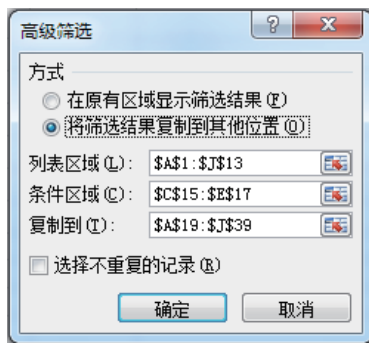 高级筛选
方式
在原有区域显示筛选结果(F)
将筛选结果复制到其他位置(O)
列表区域(L): $A$1:$J$13
条件区域(C): $C$15:$E$17
复制到(T): $A$19:$J$39
选择不重复的记录(R)
确定 取消